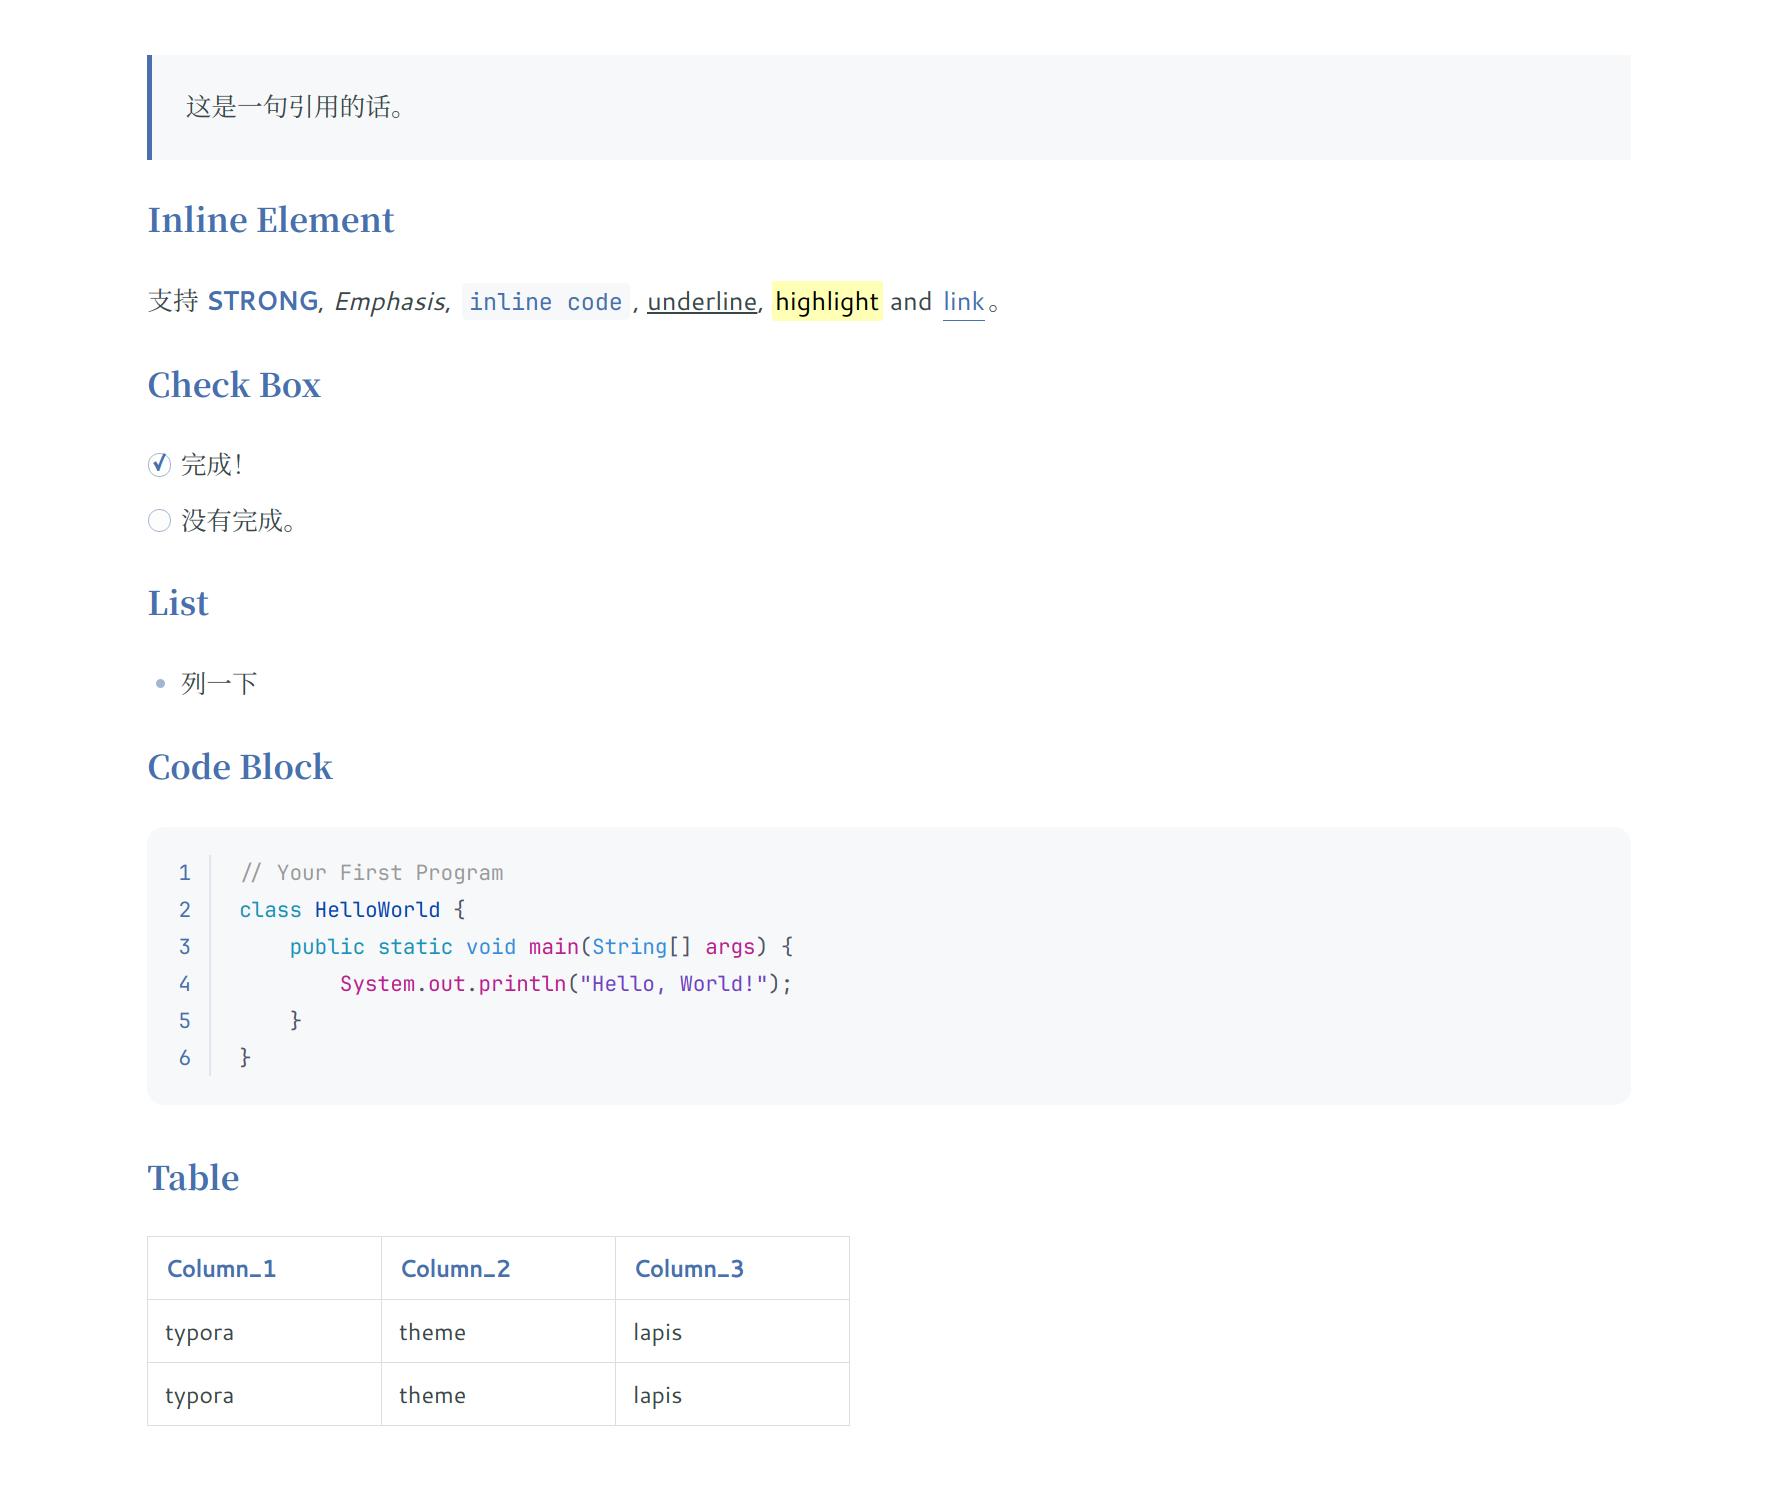 这是一句引用的话。
Inline Element
支持 STRONG, Emphasis, inline code , underline, highlight and link。
Check Box
完成！
没有完成。
List
列一下
Code Block
1 // Your First Program
2 class HelloWorld {
3     public static void main(String[] args) {
4         System.out.println("Hello, World!");
5     }
6 }
Table
Column_1 Column_2 Column_3
typora theme lapis
typora theme lapis